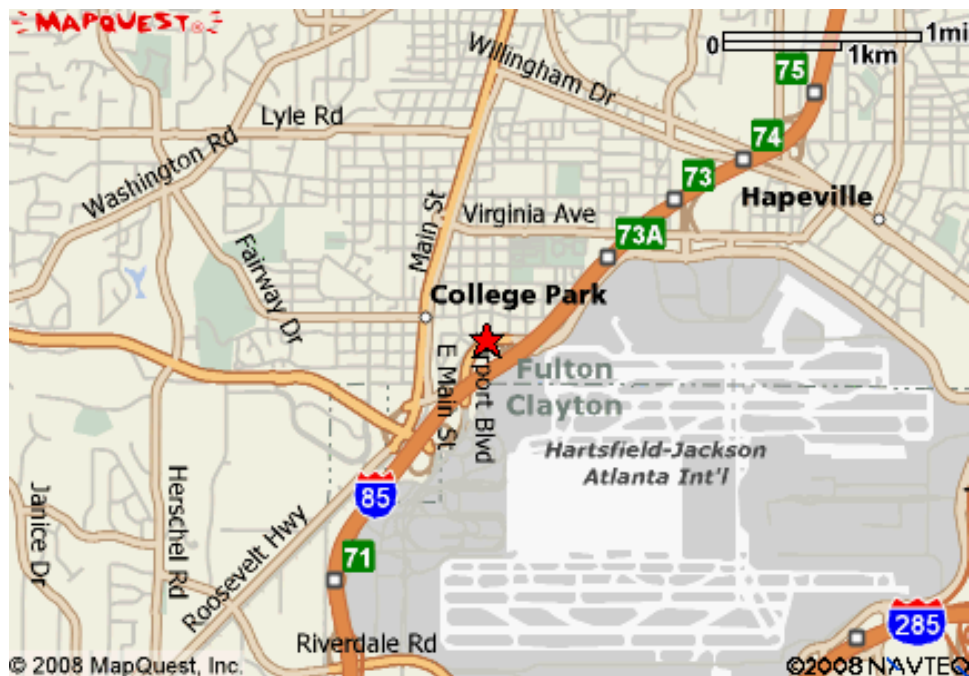 MAPQUEST®
0 1mi
1km
Willingham Dr
75
Lyle Rd
74
Washington Rd
73
Hapeville
Main St
Virginia Ave
73A
Fairway Dr
College Park
E Main St
rport Blvd
Fulton
Clayton
Hartsfield-Jackson
Atlanta Int'l
85
Janice Dr
Herschel Rd
Roosevelt Hwy
71
285
Riverdale Rd
© 2008 MapQuest, Inc.
©2008 NAVTEQ